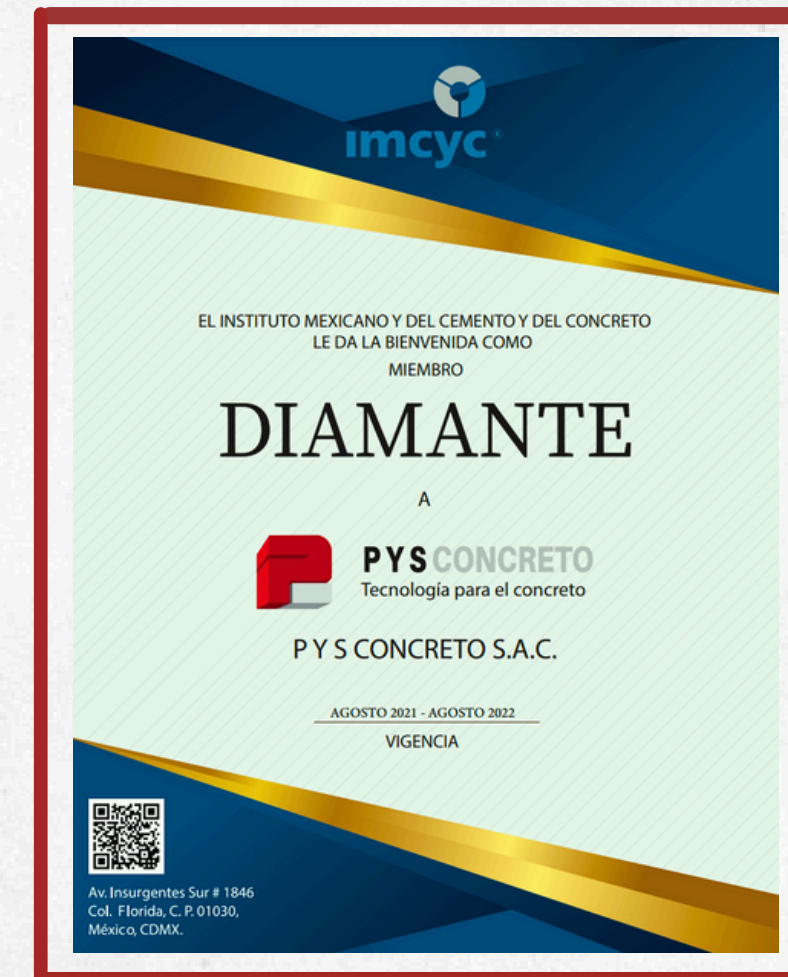 imcyc
EL INSTITUTO MEXICANO Y DEL CEMENTO Y DEL CONCRETO
LE DA LA BIENVENIDA COMO
MIEMBRO
DIAMANTE
A
PYS CONCRETO
Tecnología para el concreto
P Y S CONCRETO S.A.C.
AGOSTO 2021 - AGOSTO 2022
VIGENCIA
Av. Insurgentes Sur # 1846
Col. Florida, C. P. 01030,
México, CDMX.